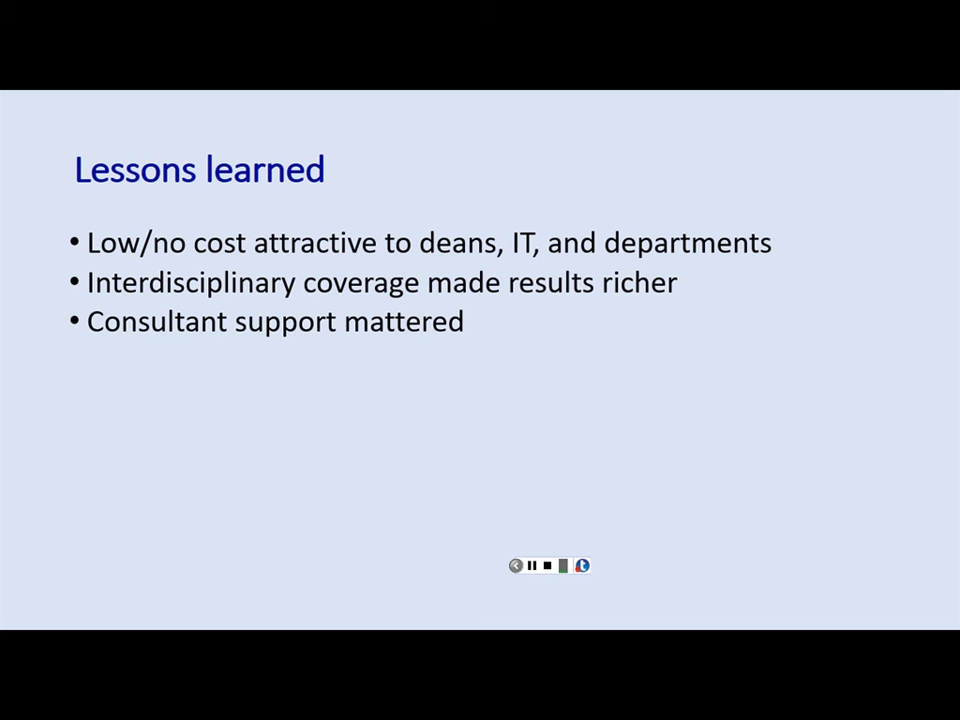 Lessons learned
• Low/no cost attractive to deans, IT, and departments
• Interdisciplinary coverage made results richer
• Consultant support mattered